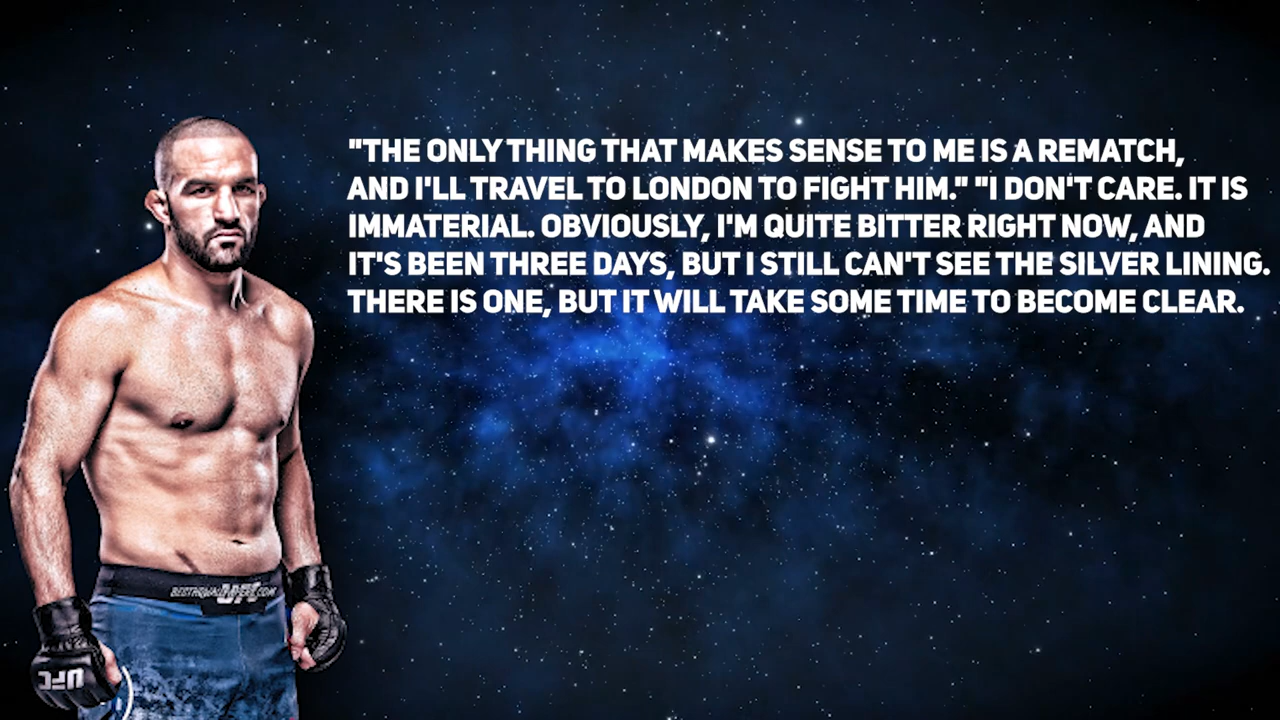 "THE ONLY THING THAT MAKES SENSE TO ME IS A REMATCH,
AND I'LL TRAVEL TO LONDON TO FIGHT HIM." "I DON'T CARE. IT IS
IMMATERIAL. OBVIOUSLY, I'M QUITE BITTER RIGHT NOW, AND
IT'S BEEN THREE DAYS, BUT I STILL CAN'T SEE THE SILVER LINING.
THERE IS ONE, BUT IT WILL TAKE SOME TIME TO BECOME CLEAR.
UFC
UFC